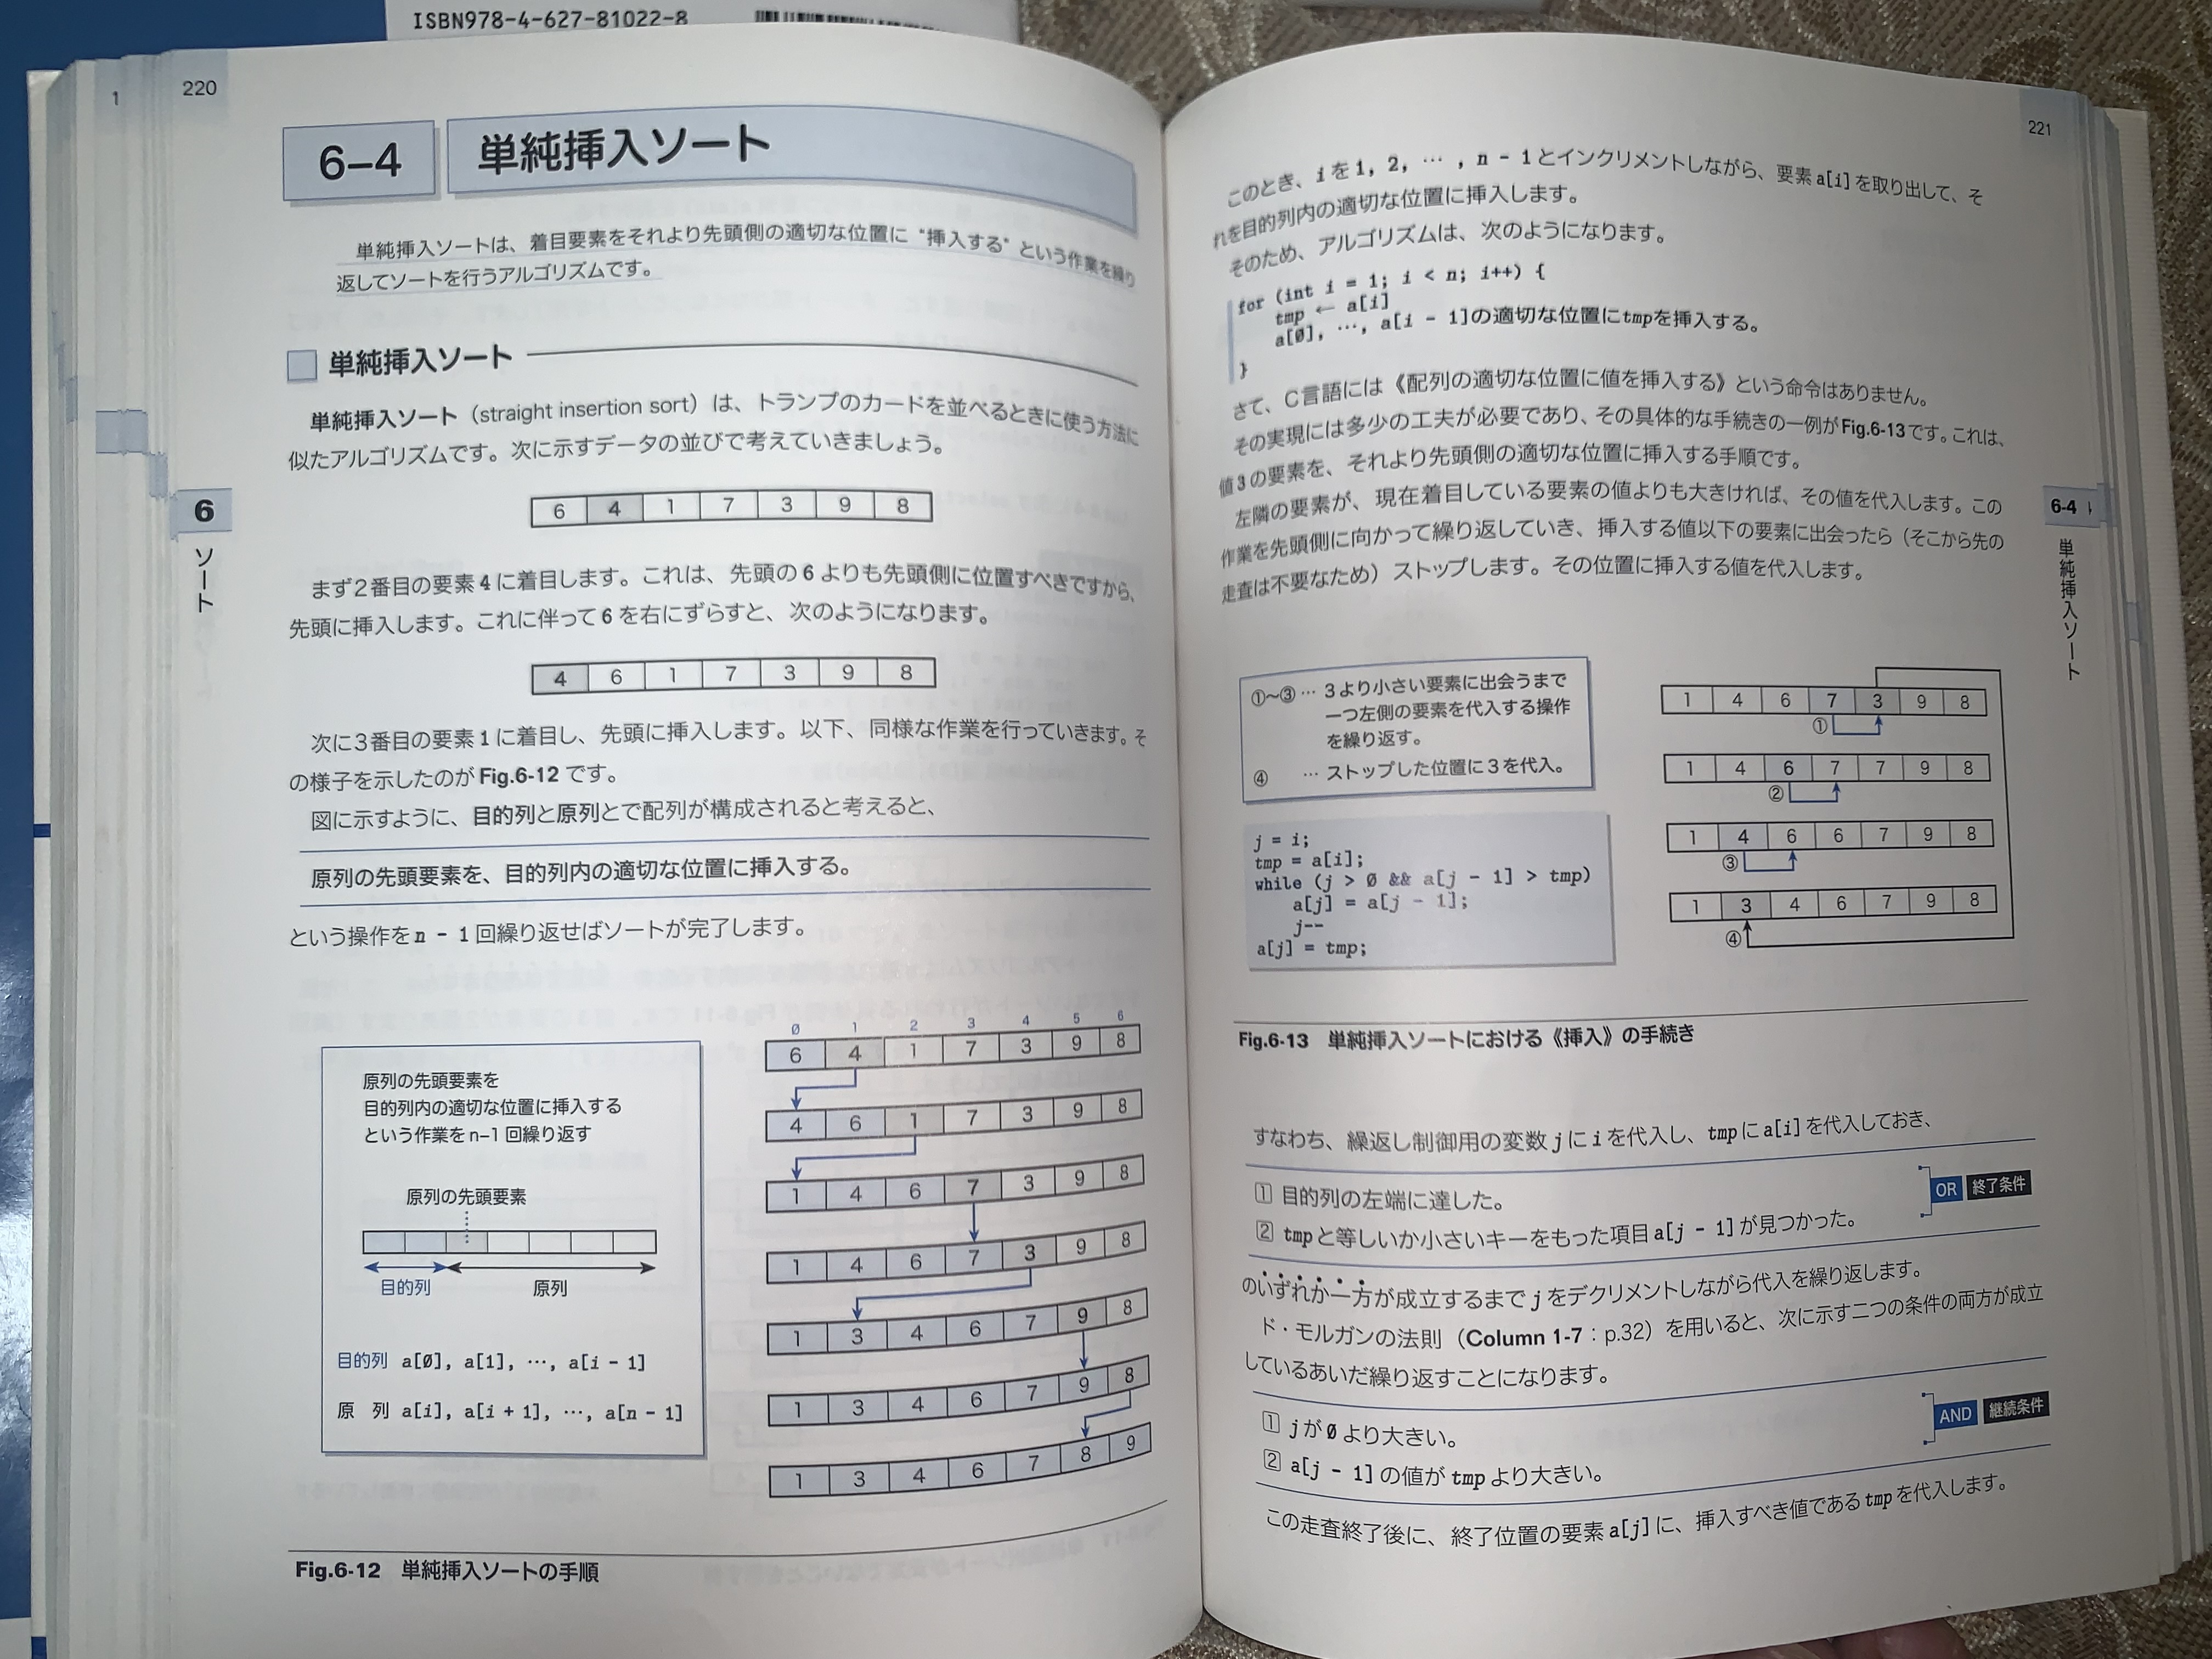 ISBN978-4-627-81022-8
1
220
6-4 単純挿入ソート
単純挿入ソートは、着目要素をそれより先頭側の適切な位置に"挿入する"という作業を繰り
返してソートを行うアルゴリズムです。
単純挿入ソート
単純挿入ソート（straight insertion sort）は、トランプのカードを並べるときに使う方法に
似たアルゴリズムです。次に示すデータの並びで考えていきましょう。
6 4 1 7 3 9 8
まず2番目の要素4に着目します。これは、先頭の6よりも先頭側に位置すべきですから、
先頭に挿入します。これに伴って6を右にずらすと、次のようになります。
4 6 1 7 3 9 8
次に3番目の要素1に着目し、先頭に挿入します。以下、同様な作業を行っていきます。そ
の様子を示したのがFig.6-12です。
図に示すように、目的列と原列とで配列が構成されると考えると、
原列の先頭要素を、目的列内の適切な位置に挿入する。
という操作をn - 1回繰り返せばソートが完了します。
原列の先頭要素を
目的列内の適切な位置に挿入する
という作業をn-1回繰り返す
原列の先頭要素
目的列 原列
目的列 a[0], a[1], …, a[i - 1]
原 列 a[i], a[i + 1], …, a[n - 1]
0 1 2 3 4 5 6
6 4 1 7 3 9 8
4 6 1 7 3 9 8
1 4 6 7 3 9 8
1 4 6 7 3 9 8
1 3 4 6 7 9 8
1 3 4 6 7 9 8
1 3 4 6 7 8 9
Fig.6-12 単純挿入ソートの手順
6
ソート
221
このとき、iを1, 2, … , n - 1とインクリメントしながら、要素a[i]を取り出して、そ
れを目的列内の適切な位置に挿入します。
そのため、アルゴリズムは、次のようになります。
for (int i = 1; i < n; i++) {
tmp ← a[i]
a[0], …, a[i - 1]の適切な位置にtmpを挿入する。
}
さて、C言語には《配列の適切な位置に値を挿入する》という命令はありません。
その実現には多少の工夫が必要であり、その具体的な手続きの一例がFig.6-13です。これは、
値3の要素を、それより先頭側の適切な位置に挿入する手順です。
左隣の要素が、現在着目している要素の値よりも大きければ、その値を代入します。この
作業を先頭側に向かって繰り返していき、挿入する値以下の要素に出会ったら（そこから先の
走査は不要なため）ストップします。その位置に挿入する値を代入します。
①～③ … 3より小さい要素に出会うまで
一つ左側の要素を代入する操作
を繰り返す。
④ … ストップした位置に3を代入。
j = i;
tmp = a[i];
while (j > 0 && a[j - 1] > tmp)
a[j] = a[j - 1];
j--
a[j] = tmp;
1 4 6 7 3 9 8
①
1 4 6 7 7 9 8
②
1 4 6 6 7 9 8
③
1 3 4 6 7 9 8
④
Fig.6-13 単純挿入ソートにおける《挿入》の手続き
すなわち、繰返し制御用の変数jにiを代入し、tmpにa[i]を代入しておき、
1 目的列の左端に達した。
2 tmpと等しいか小さいキーをもった項目a[j - 1]が見つかった。
OR 終了条件
のいずれか一方が成立するまでjをデクリメントしながら代入を繰り返します。
ド・モルガンの法則（Column 1-7：p.32）を用いると、次に示す二つの条件の両方が成立
しているあいだ繰り返すことになります。
1 jが0より大きい。
2 a[j - 1]の値がtmpより大きい。
AND 継続条件
この走査終了後に、終了位置の要素a[j]に、挿入すべき値であるtmpを代入します。
6-4
単純挿入ソート